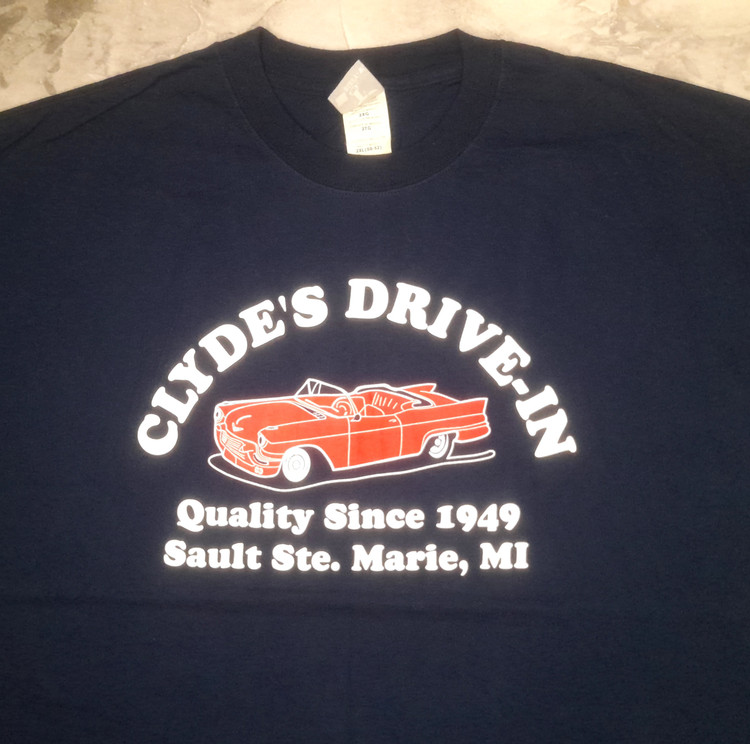 CLYDE'S DRIVE-IN
Quality Since 1949
Sault Ste. Marie, MI